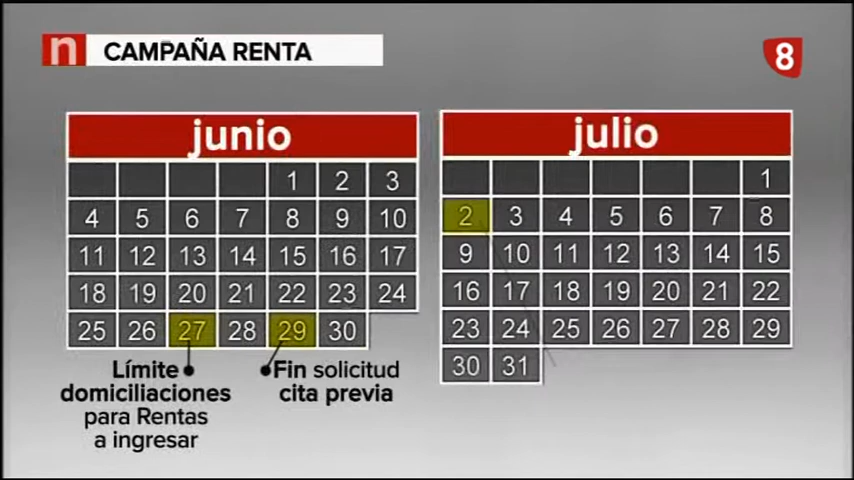 n CAMPAÑA RENTA
8
junio
1 2 3
4 5 6 7 8 9 10
11 12 13 14 15 16 17
18 19 20 21 22 23 24
25 26 27 28 29 30
Límite
domiciliaciones
para Rentas
a ingresar
Fin solicitud
cita previa
julio
1
2 3 4 5 6 7 8
9 10 11 12 13 14 15
16 17 18 19 20 21 22
23 24 25 26 27 28 29
30 31